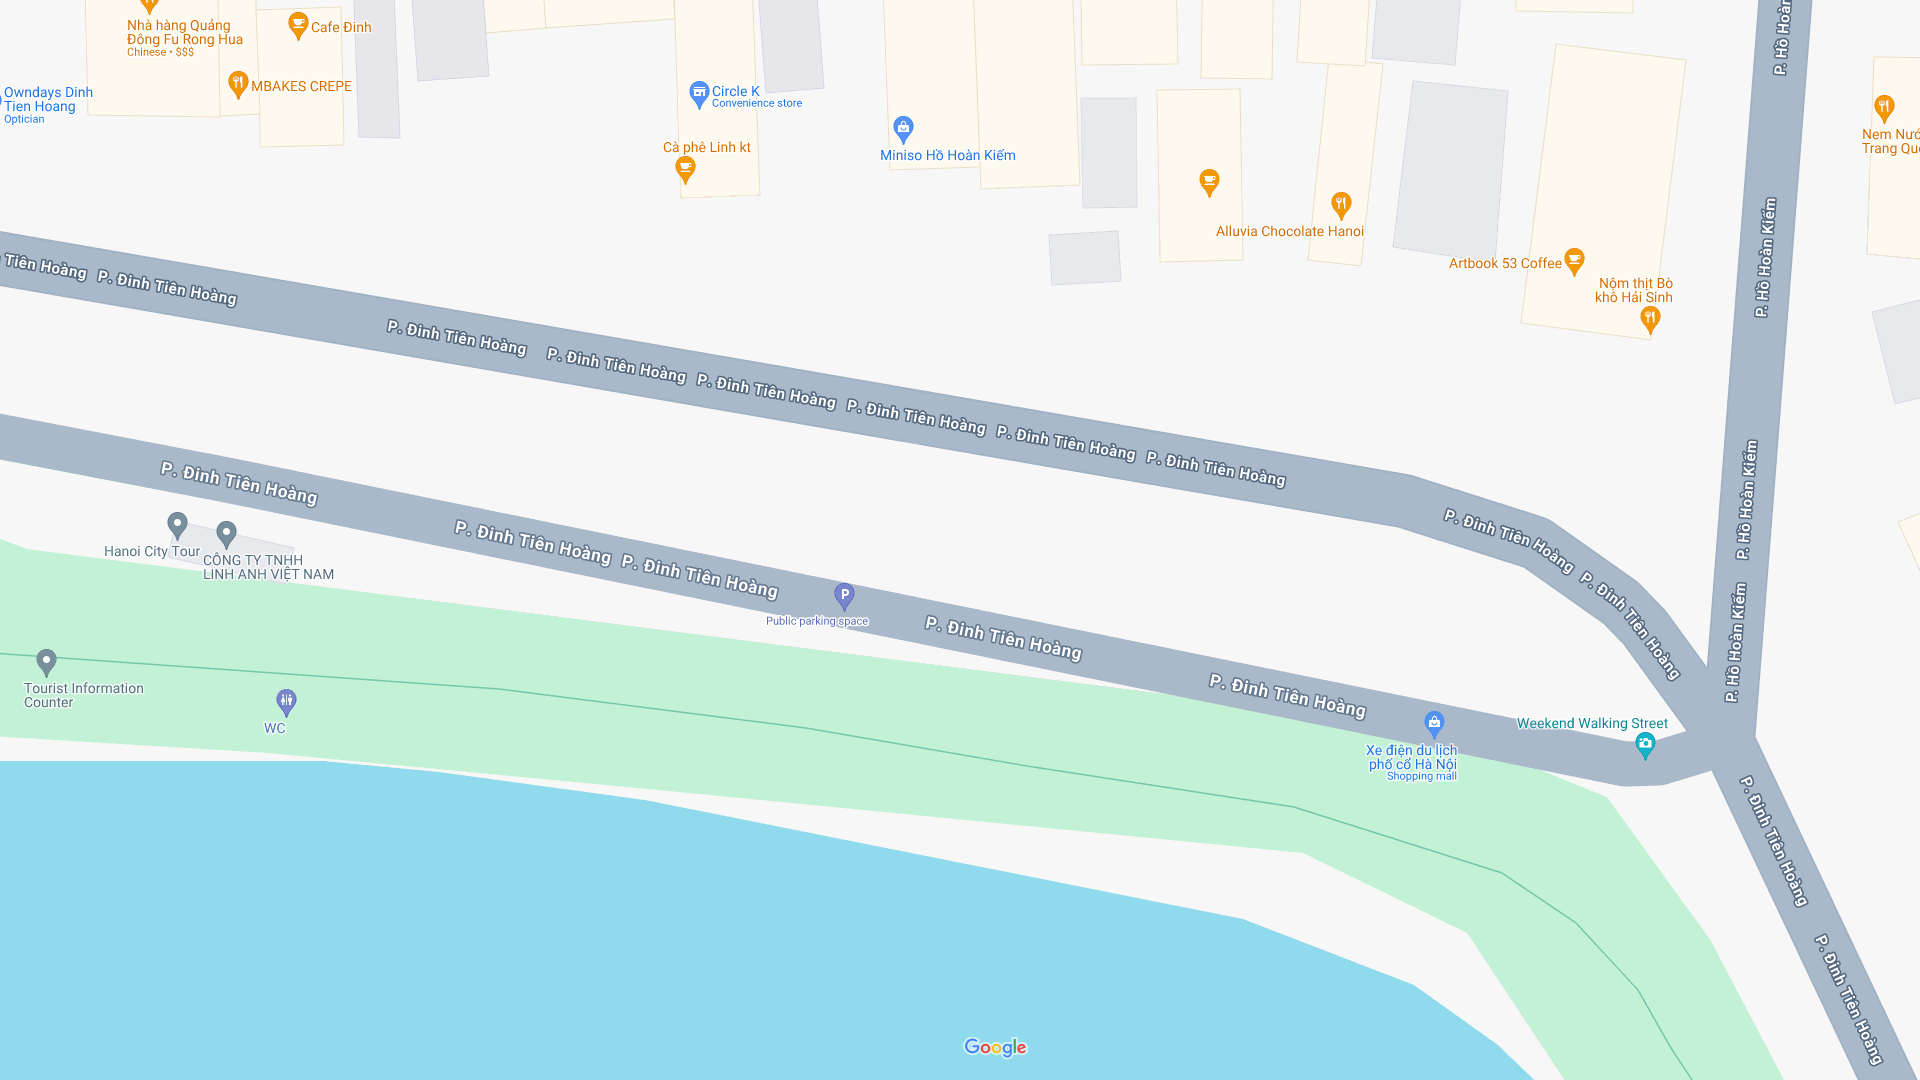 Nhà hàng Quảng
Đông Fu Rong Hua
Chinese • $$$
Cafe Đinh
MBAKES CREPE
Owndays Dinh
Tien Hoang
Optician
Circle K
Convenience store
Cà phê Linh kt
Miniso Hồ Hoàn Kiếm
Alluvia Chocolate Hanoi
Artbook 53 Coffee
Nộm thịt Bò
khô Hải Sinh
Nem Nướ
Trang Qu
P. Hồ Hoàn
P. Hồ Hoàn Kiếm
P. Hồ Hoàn Kiếm
P. Hồ Hoàn Kiếm
Tiên Hoàng
P. Đinh Tiên Hoàng
P. Đinh Tiên Hoàng
P. Đinh Tiên Hoàng
P. Đinh Tiên Hoàng
P. Đinh Tiên Hoàng
P. Đinh Tiên Hoàng
P. Đinh Tiên Hoàng
P. Đinh Tiên Hoàng
P. Đinh Tiên Hoàng
P. Đinh Tiên Hoàng
P. Đinh Tiên Hoàng
P. Đinh Tiên Hoàng
P. Đinh Tiên Hoàng
P. Đinh Tiên Hoàng
Hanoi City Tour
CÔNG TY TNHH
LINH ANH VIỆT NAM
P
Public parking space
Tourist Information
Counter
WC
Weekend Walking Street
Xe điện du lịch
phố cổ Hà Nội
Shopping mall
P. Đinh Tiên Hoàng
P. Đinh Tiên Hoàng
Google